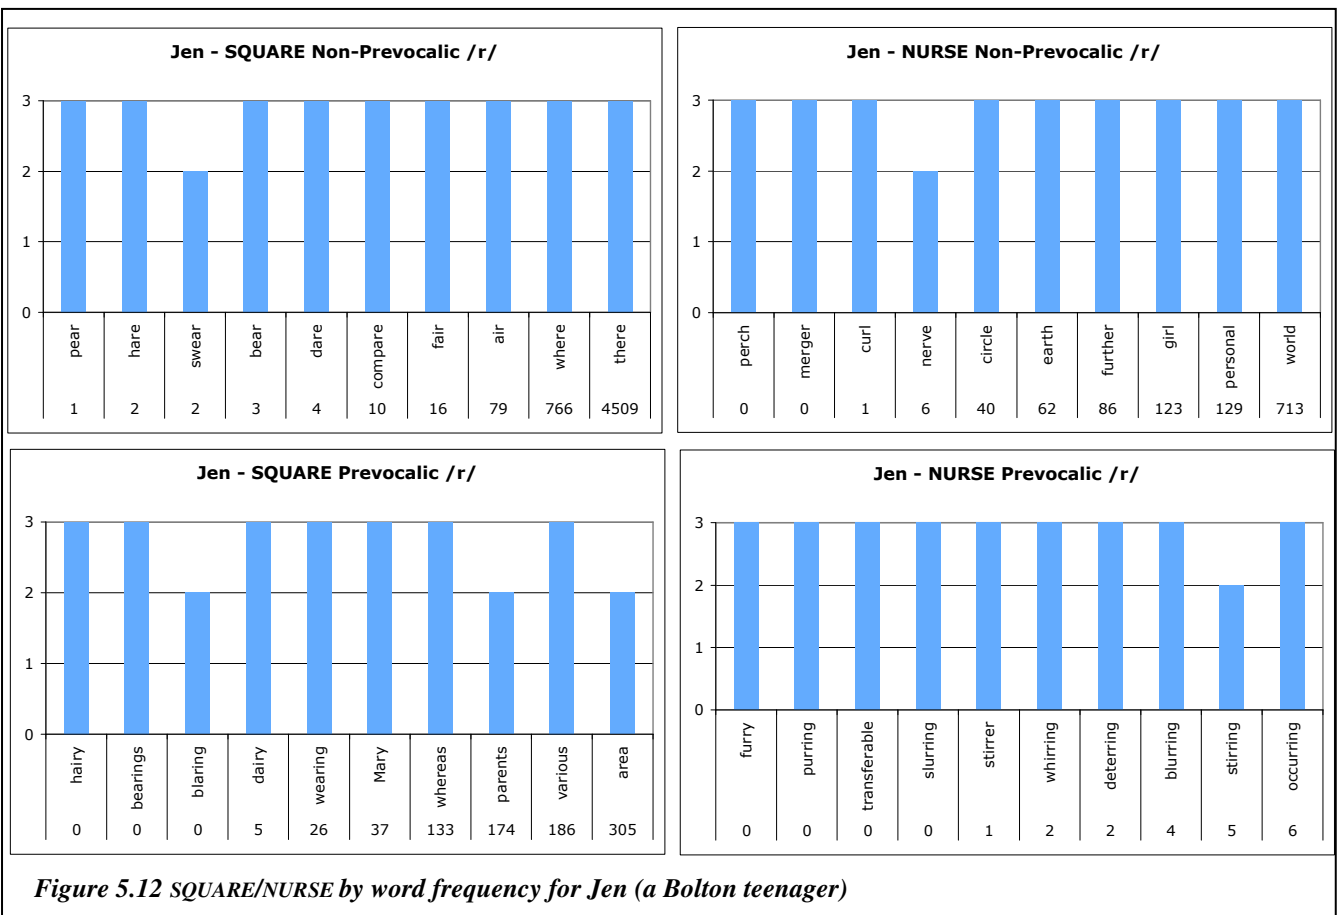 Jen - SQUARE Non-Prevocalic /r/
3
2
1
0
pear hare swear bear dare compare fair air where there
1 2 2 3 4 10 16 79 766 4509
Jen - NURSE Non-Prevocalic /r/
3
2
1
0
perch merger curl nerve circle earth further girl personal world
0 0 1 6 40 62 86 123 129 713
Jen - SQUARE Prevocalic /r/
3
2
1
0
hairy bearings blaring dairy wearing Mary whereas parents various area
0 0 0 5 26 37 133 174 186 305
Jen - NURSE Prevocalic /r/
3
2
1
0
furry purring transferable slurring stirrer whirring deterring blurring stirring occurring
0 0 0 0 1 2 2 4 5 6
Figure 5.12 SQUARE/NURSE by word frequency for Jen (a Bolton teenager)